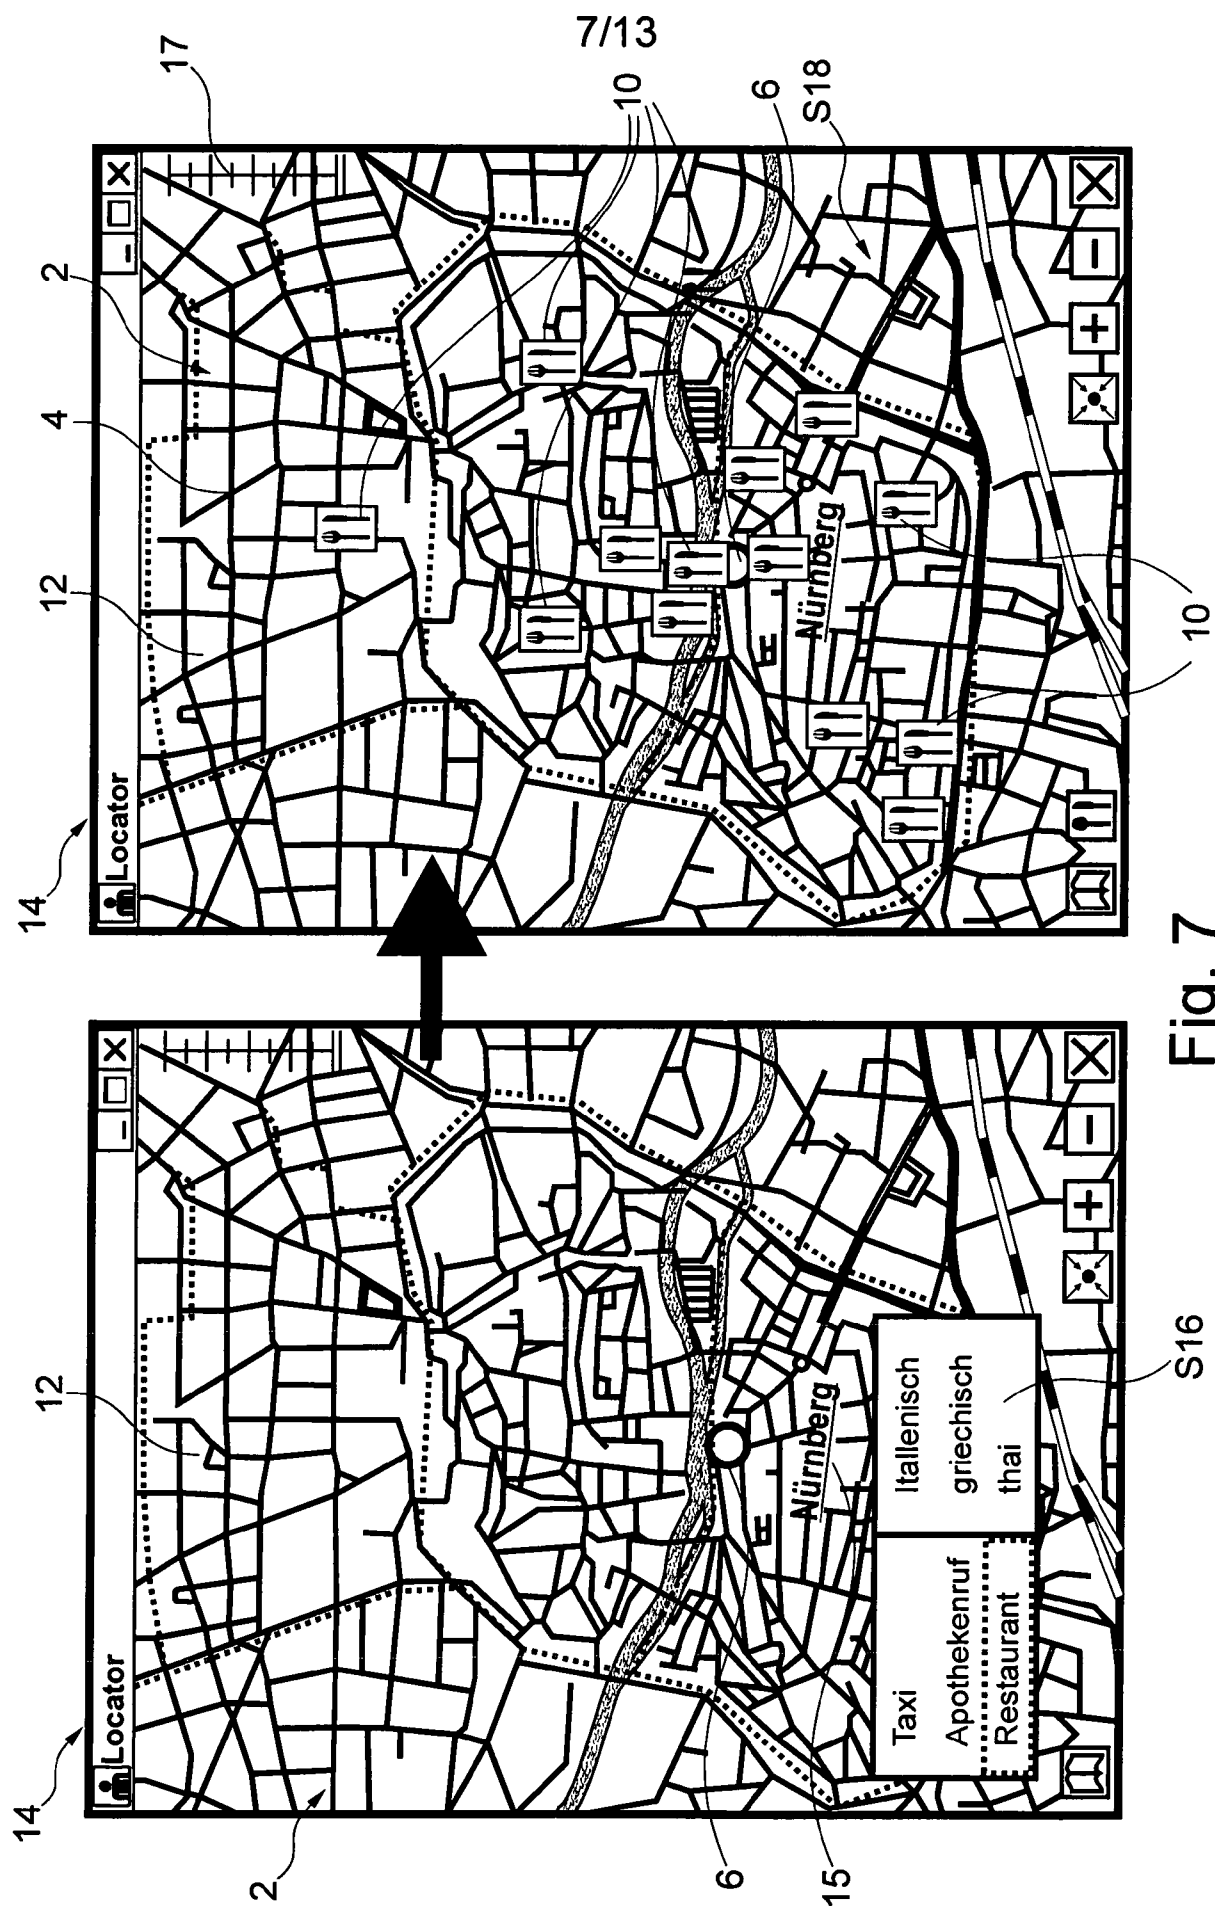 7/13
14
Locator
_ □ X
12
2
6
15
Nürnberg
Taxi
Apothekenruf
Restaurant
Itallenisch
griechisch
thai
S16
+
−
14
Locator
_ □ X
12
4
2
17
10
6
S18
Nürnberg
10
+
−
Fig. 7